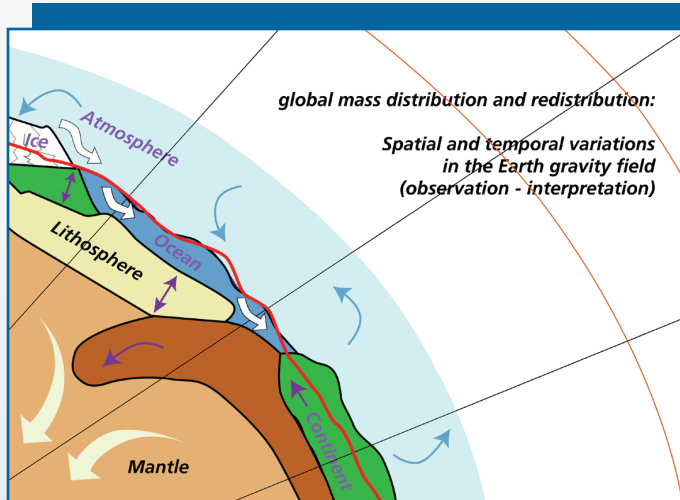 global mass distribution and redistribution:
Spatial and temporal variations
in the Earth gravity field
(observation - interpretation)
Atmosphere
Ice
Ocean
Lithosphere
Continent
Mantle